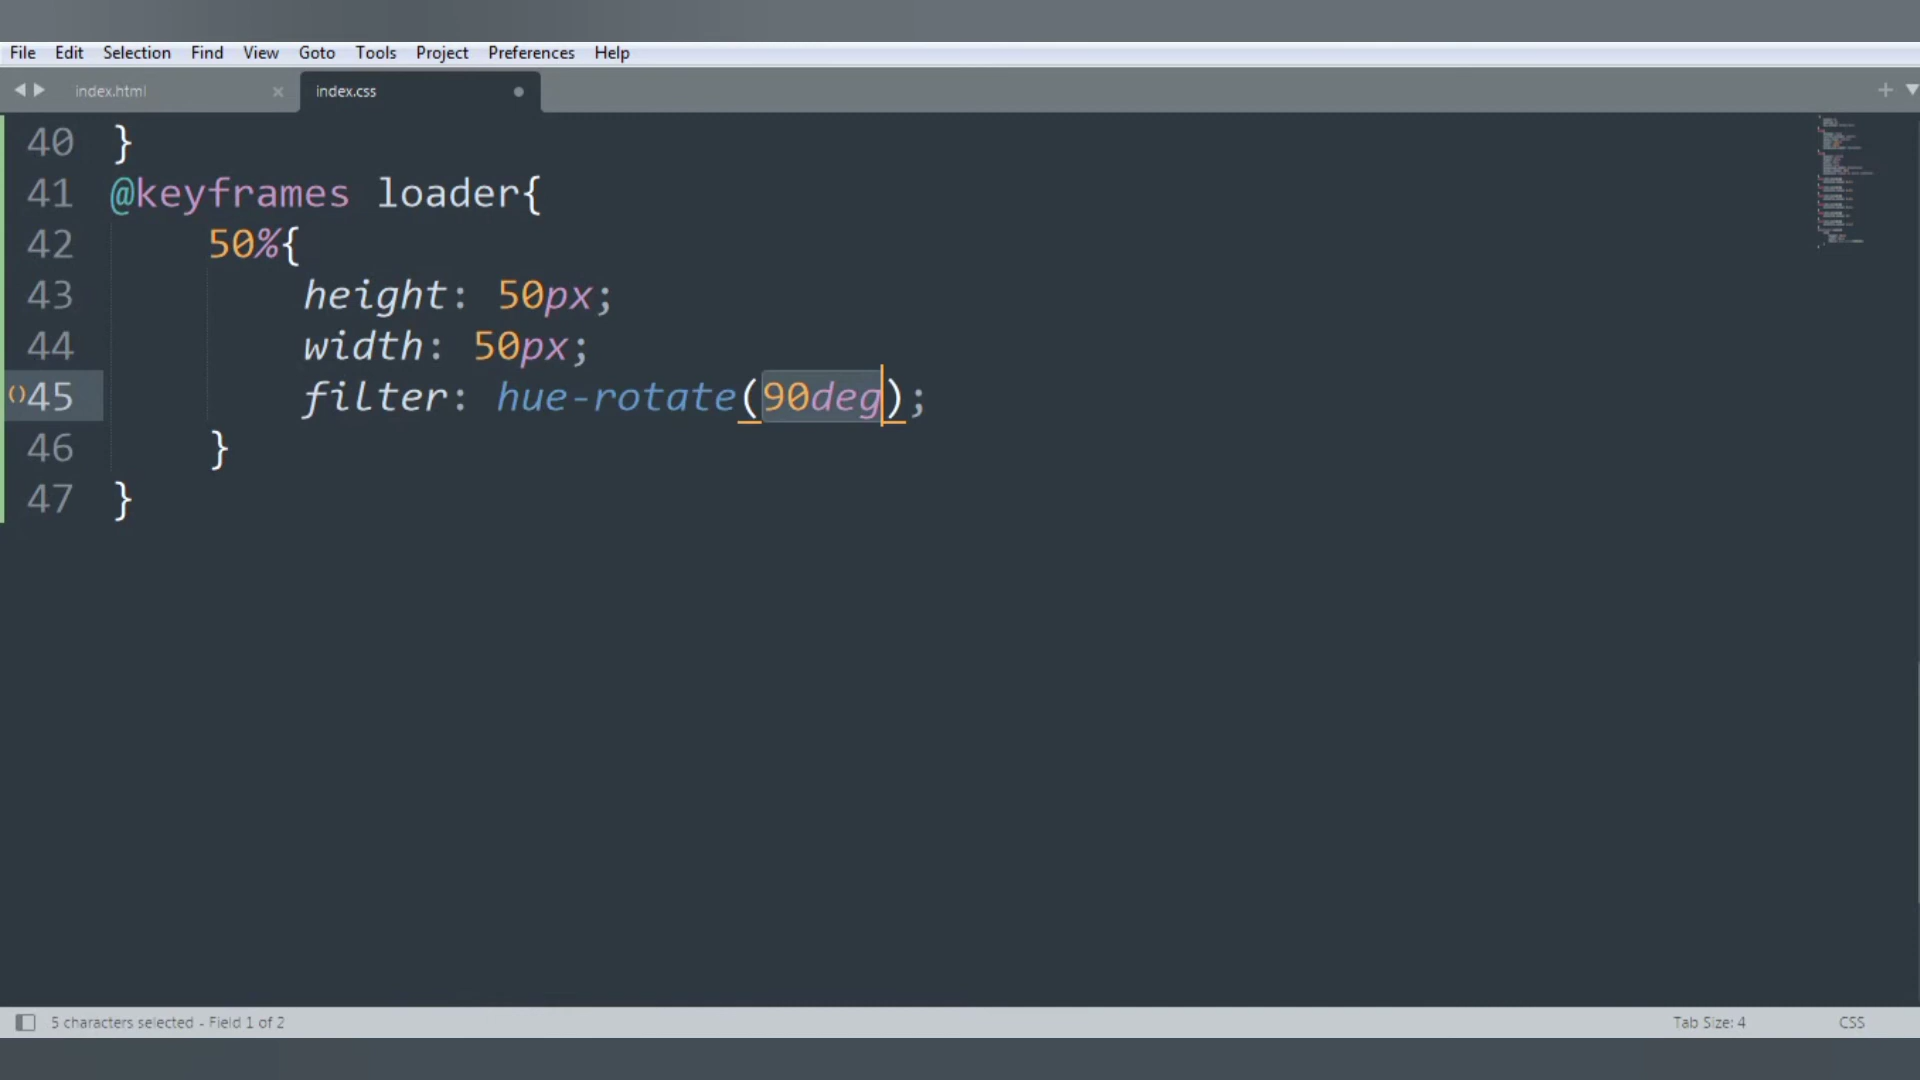 File Edit Selection Find View Goto Tools Project Preferences Help
index.html × index.css
40 }
41 @keyframes loader{
42 50%{
43 height: 50px;
44 width: 50px;
45 filter: hue-rotate(90deg);
46 }
47 }
5 characters selected - Field 1 of 2 Tab Size: 4 CSS